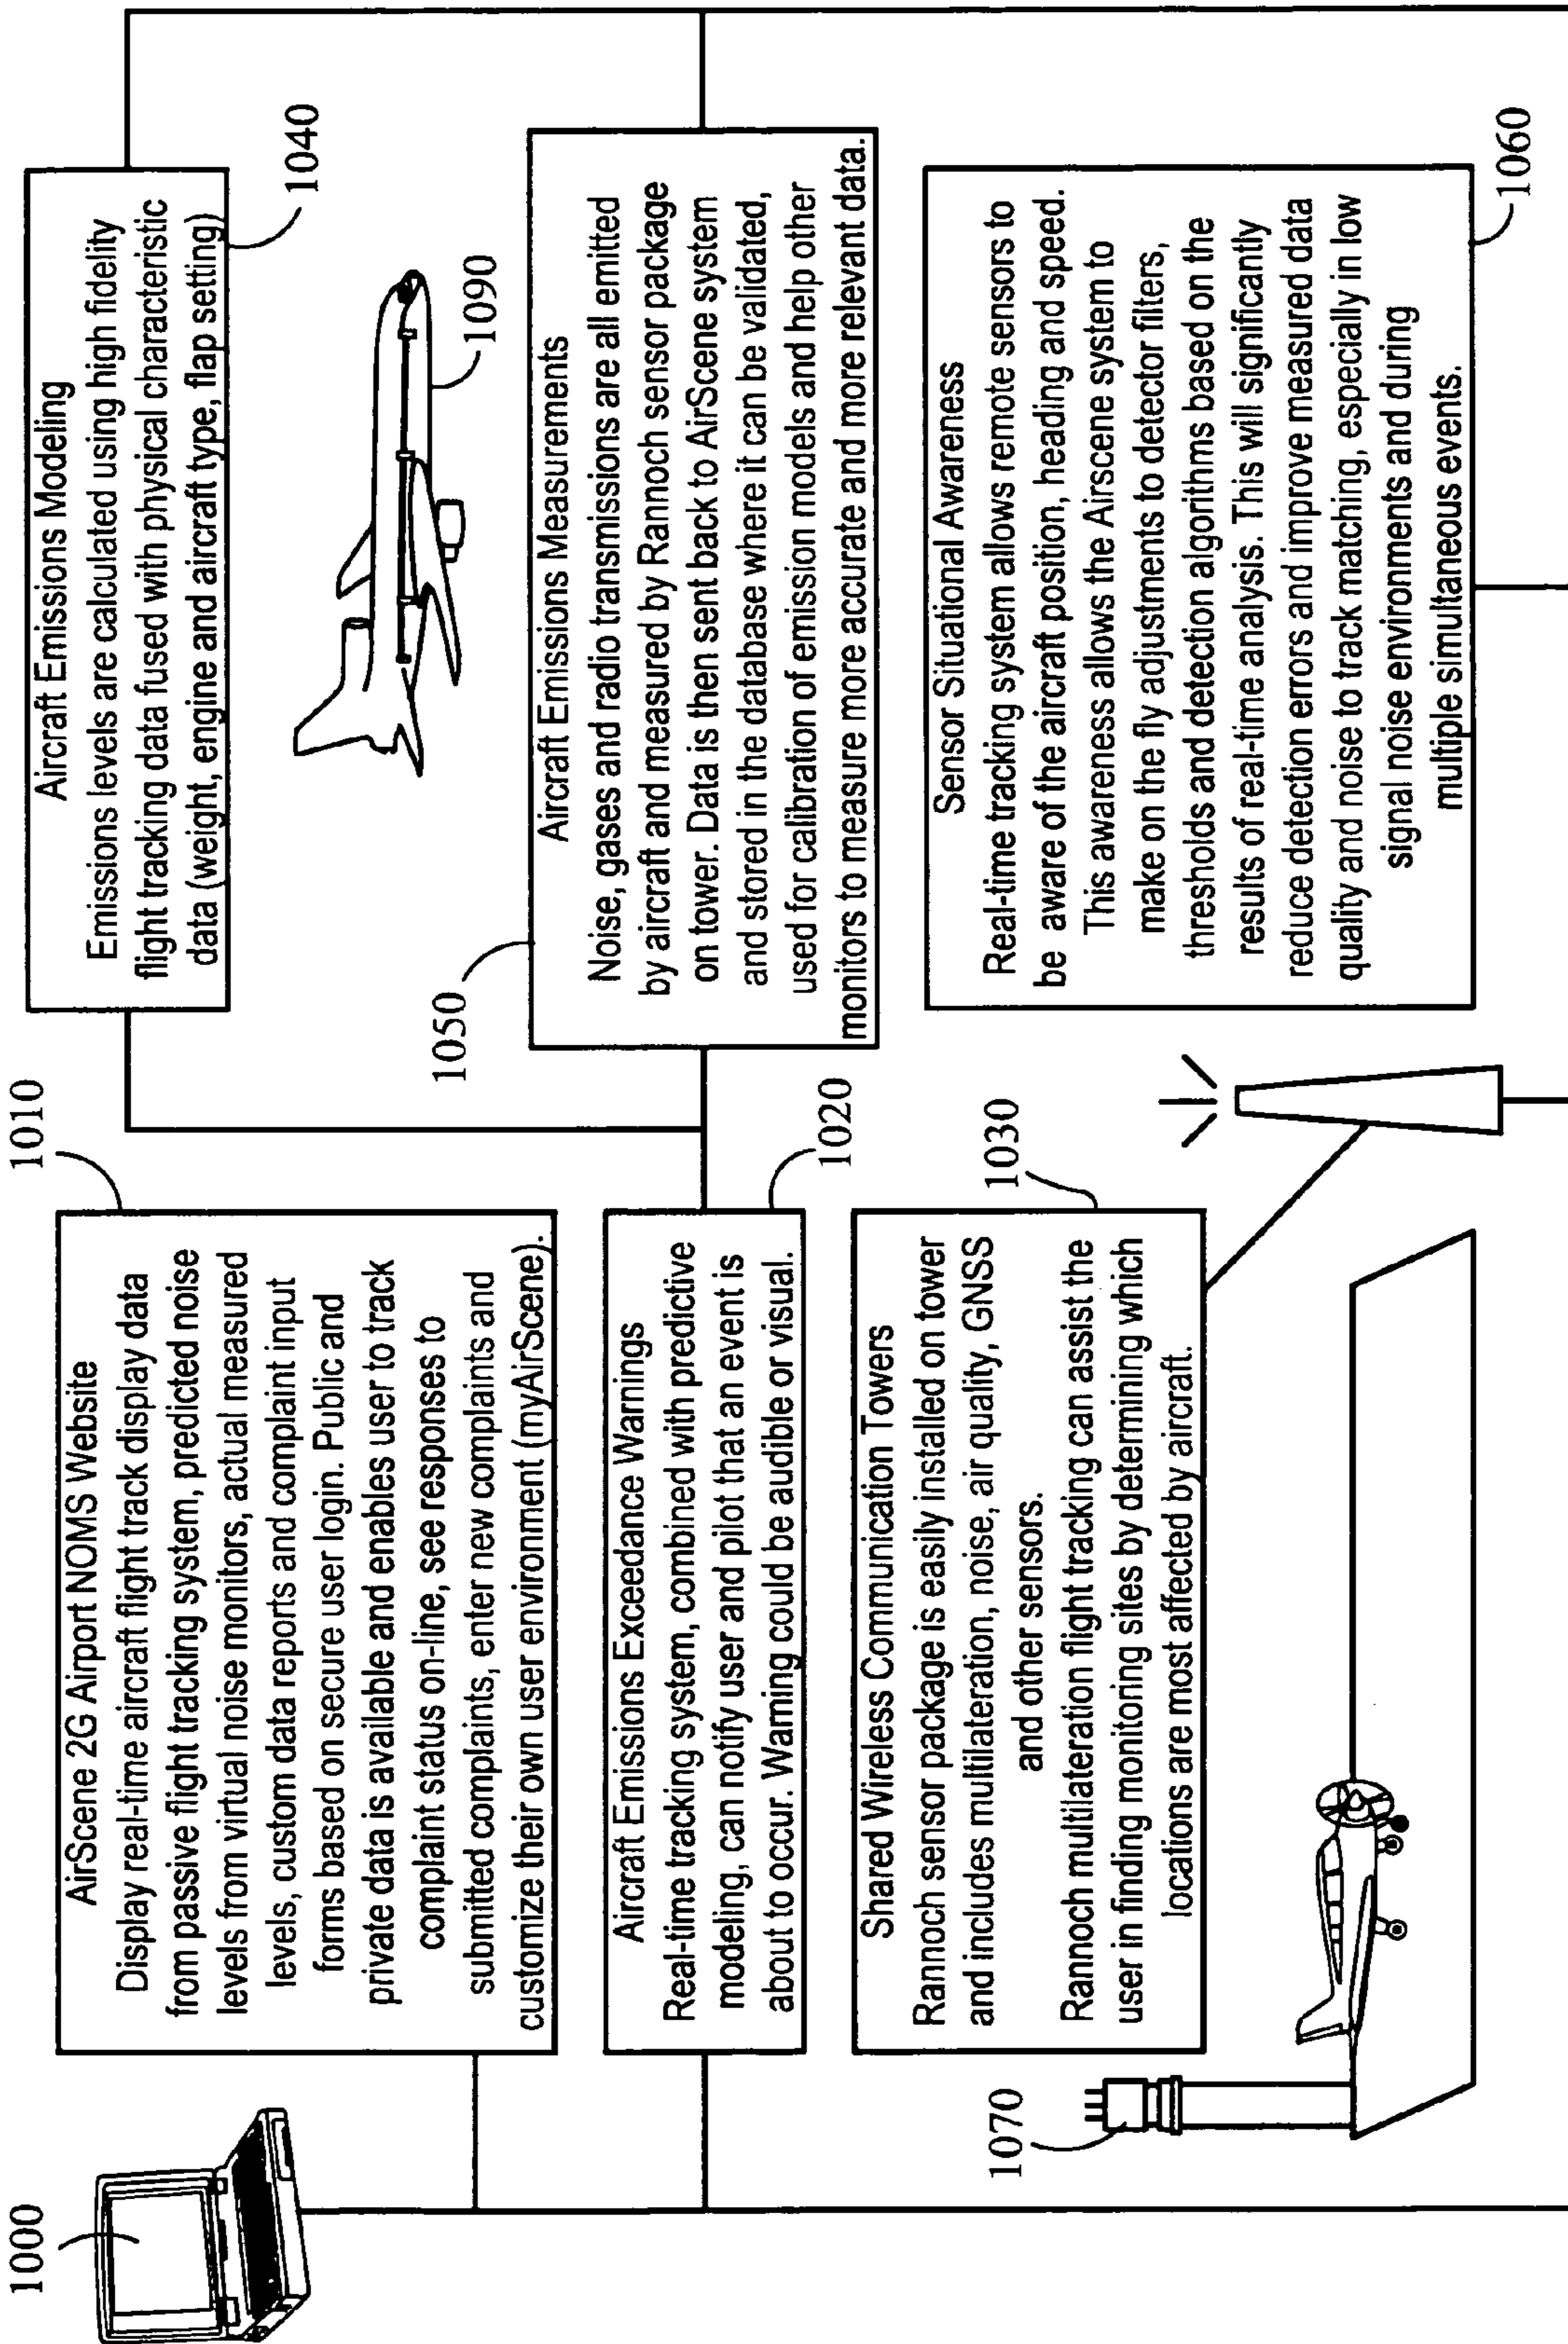 1000
1010
AirScene 2G Airport NOMS Website
Display real-time aircraft flight track display data
from passive flight tracking system, predicted noise
levels from virtual noise monitors, actual measured
levels, custom data reports and complaint input
forms based on secure user login. Public and
private data is available and enables user to track
complaint status on-line, see responses to
submitted complaints, enter new complaints and
customize their own user environment (myAirScene).
1020
Aircraft Emissions Exceedance Warnings
Real-time tracking system, combined with predictive
modeling, can notify user and pilot that an event is
about to occur. Warning could be audible or visual.
1030
Shared Wireless Communication Towers
Rannoch sensor package is easily installed on tower
and includes multilateration, noise, air quality, GNSS
and other sensors.
Rannoch multilateration flight tracking can assist the
user in finding monitoring sites by determining which
locations are most affected by aircraft.
1070
Aircraft Emissions Modeling
Emissions levels are calculated using high fidelity
flight tracking data fused with physical characteristic
data (weight, engine and aircraft type, flap setting)
1040
1090
1050
Aircraft Emissions Measurements
Noise, gases and radio transmissions are all emitted
by aircraft and measured by Rannoch sensor package
on tower. Data is then sent back to AirScene system
and stored in the database where it can be validated,
used for calibration of emission models and help other
monitors to measure more accurate and more relevant data.
Sensor Situational Awareness
Real-time tracking system allows remote sensors to
be aware of the aircraft position, heading and speed.
This awareness allows the Airscene system to
make on the fly adjustments to detector filters,
thresholds and detection algorithms based on the
results of real-time analysis. This will significantly
reduce detection errors and improve measured data
quality and noise to track matching, especially in low
signal noise environments and during
multiple simultaneous events.
1060